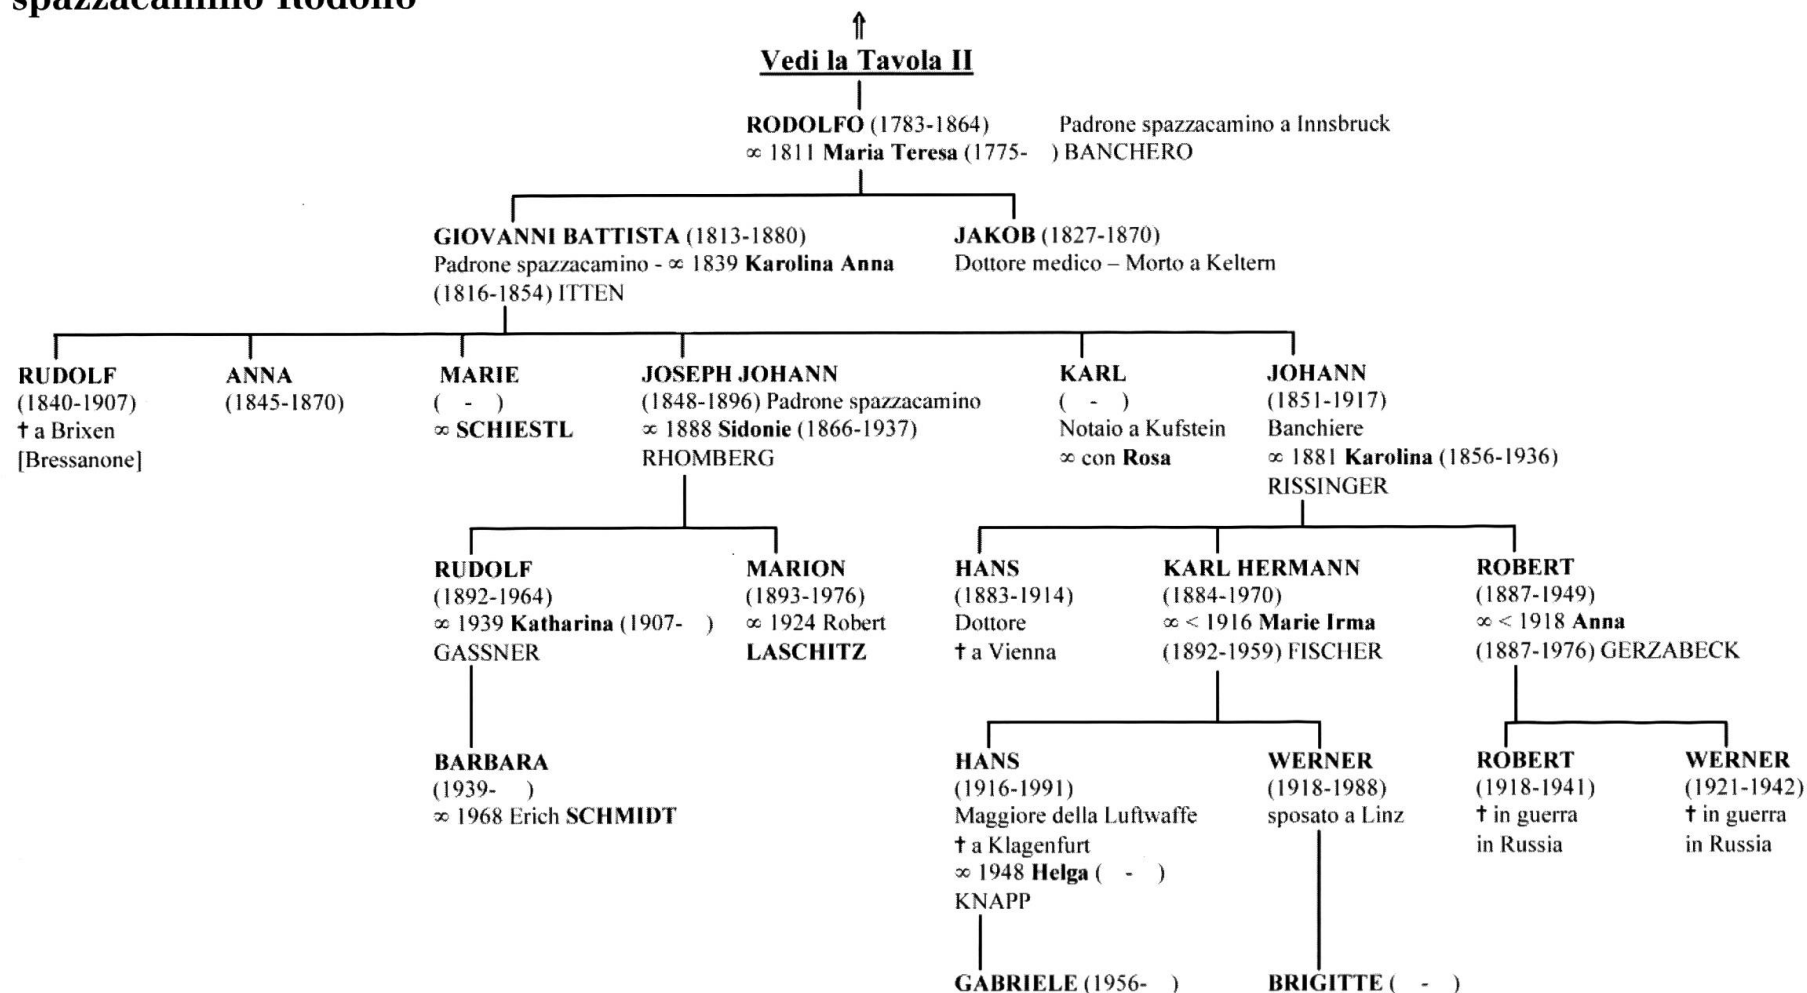 spazzacamino Rodolfo
⇑
Vedi la Tavola II
RODOLFO (1783-1864) Padrone spazzacamino a Innsbruck
∞ 1811 Maria Teresa (1775- ) BANCHERO
GIOVANNI BATTISTA (1813-1880)
Padrone spazzacamino - ∞ 1839 Karolina Anna
(1816-1854) ITTEN
JAKOB (1827-1870)
Dottore medico – Morto a Keltern
RUDOLF
(1840-1907)
† a Brixen
[Bressanone]
ANNA
(1845-1870)
MARIE
( - )
∞ SCHIESTL
JOSEPH JOHANN
(1848-1896) Padrone spazzacamino
∞ 1888 Sidonie (1866-1937)
RHOMBERG
KARL
( - )
Notaio a Kufstein
∞ con Rosa
JOHANN
(1851-1917)
Banchiere
∞ 1881 Karolina (1856-1936)
RISSINGER
RUDOLF
(1892-1964)
∞ 1939 Katharina (1907- )
GASSNER
MARION
(1893-1976)
∞ 1924 Robert
LASCHITZ
HANS
(1883-1914)
Dottore
† a Vienna
KARL HERMANN
(1884-1970)
∞ < 1916 Marie Irma
(1892-1959) FISCHER
ROBERT
(1887-1949)
∞ < 1918 Anna
(1887-1976) GERZABECK
BARBARA
(1939- )
∞ 1968 Erich SCHMIDT
HANS
(1916-1991)
Maggiore della Luftwaffe
† a Klagenfurt
∞ 1948 Helga ( - )
KNAPP
WERNER
(1918-1988)
sposato a Linz
ROBERT
(1918-1941)
† in guerra
in Russia
WERNER
(1921-1942)
† in guerra
in Russia
GABRIELE (1956- )
BRIGITTE ( - )